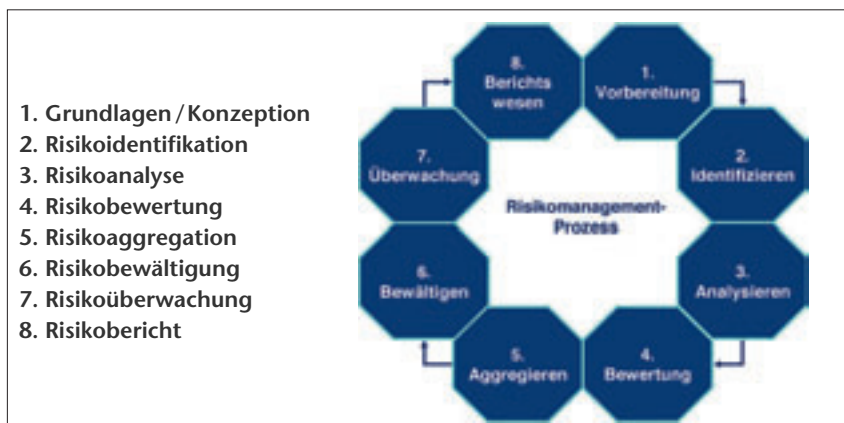 1. Grundlagen / Konzeption
2. Risikoidentifikation
3. Risikoanalyse
4. Risikobewertung
5. Risikoaggregation
6. Risikobewältigung
7. Risikoüberwachung
8. Risikobericht
Risikomanagement-
Prozess
1.
Vorbereitung
2.
Identifizieren
3.
Analysieren
4.
Bewertung
5.
Aggregieren
6.
Bewältigen
7.
Überwachung
8.
Berichts
wesen